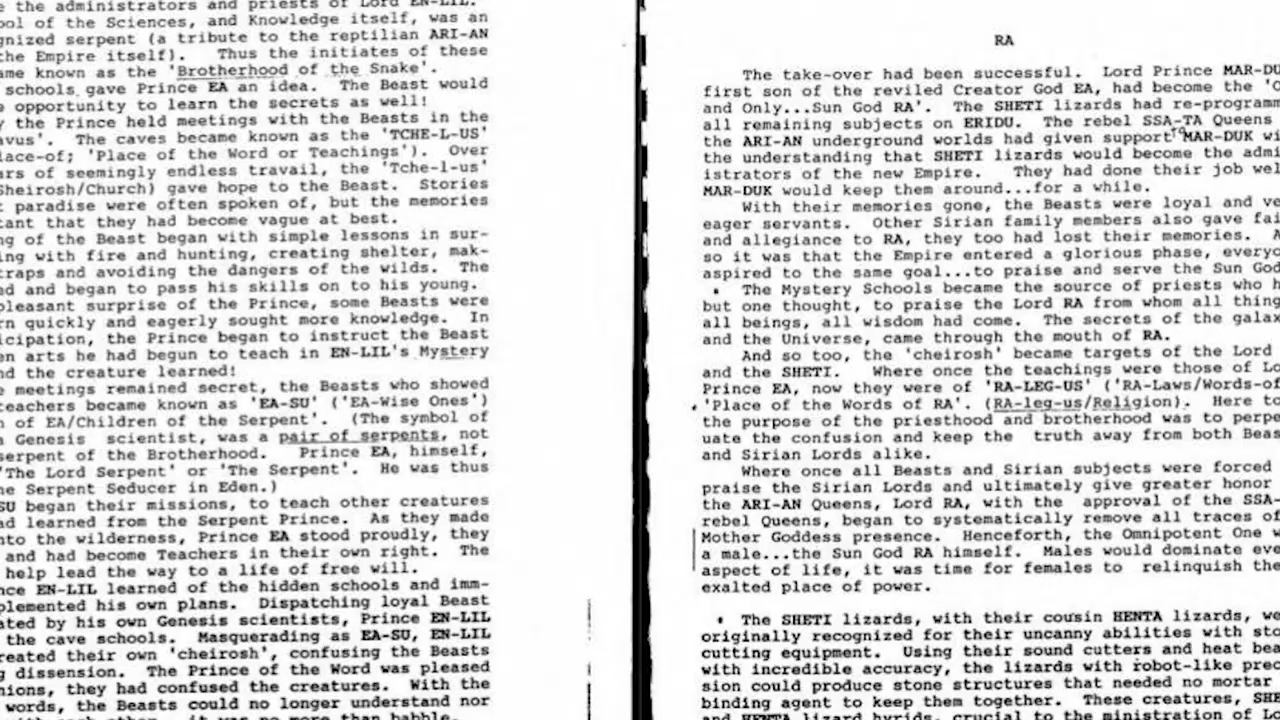 e the administrators and priests of Lord EN-LIL.
ool of the Sciences, and Knowledge itself, was an
gnized serpent (a tribute to the reptilian ARI-AN
the Empire itself). Thus the initiates of these
ame known as the 'Brotherhood of the Snake'.
schools gave Prince EA an idea. The Beast would
e opportunity to learn the secrets as well!
y the Prince held meetings with the Beasts in the
avus'. The caves became known as the 'TCHE-L-US'
lace-of; 'Place of the Word or Teachings'). Over
ars of seemingly endless travail, the 'Tche-l-us'
Sheirosh/Church) gave hope to the Beast. Stories
t paradise were often spoken of, but the memories
tant that they had become vague at best.
ng of the Beast began with simple lessons in sur-
ing with fire and hunting, creating shelter, mak-
traps and avoiding the dangers of the wilds. The
ed and began to pass his skills on to his young.
pleasant surprise of the Prince, some Beasts were
rn quickly and eagerly sought more knowledge. In
icipation, the Prince began to instruct the Beast
en arts he had begun to teach in EN-LIL's Mystery
nd the creature learned!
e meetings remained secret, the Beasts who showed
teachers became known as 'EA-SU' ('EA-Wise Ones')
n of EA/Children of the Serpent'. (The symbol of
a Genesis scientist, was a pair of serpents, not
serpent of the Brotherhood. Prince EA, himself,
'The Lord Serpent' or 'The Serpent'. He was thus
he Serpent Seducer in Eden.)
SU began their missions, to teach other creatures
ad learned from the Serpent Prince. As they made
nto the wilderness, Prince EA stood proudly, they
and had become Teachers in their own right. The
help lead the way to a life of free will.
nce EN-LIL learned of the hidden schools and imm-
plemented his own plans. Dispatching loyal Beast
ated by his own Genesis scientists, Prince EN-LIL
the cave schools. Masquerading as EA-SU, EN-LIL
reated their own 'cheirosh', confusing the Beasts
g dissension. The Prince of the Word was pleased
nions, they had confused the creatures. With the
words, the Beasts could no longer understand nor
with each other it was no more than babble.
RA
The take-over had been successful. Lord Prince MAR-DU
first son of the reviled Creator God EA, had become the 'O
and Only...Sun God RA'. The SHETI lizards had re-programm
all remaining subjects on ERIDU. The rebel SSA-TA Queens
the ARI-AN underground worlds had given support TO MAR-DUK wi
the understanding that SHETI lizards would become the admi
istrators of the new Empire. They had done their job wel
MAR-DUK would keep them around...for a while.
With their memories gone, the Beasts were loyal and ve
eager servants. Other Sirian family members also gave fai
and allegiance to RA, they too had lost their memories. A
so it was that the Empire entered a glorious phase, everyo
aspired to the same goal...to praise and serve the Sun God
The Mystery Schools became the source of priests who h
but one thought, to praise the Lord RA from whom all thing
all beings, all wisdom had come. The secrets of the galax
and the Universe, came through the mouth of RA.
And so too, the 'cheirosh' became targets of the Lord
and the SHETI. Where once the teachings were those of Lo
Prince EA, now they were of 'RA-LEG-US' ('RA-Laws/Words-of
'Place of the Words of RA'. (RA-leg-us/Religion). Here to
the purpose of the priesthood and brotherhood was to perpe
uate the confusion and keep the truth away from both Beas
and Sirian Lords alike.
Where once all Beasts and Sirian subjects were forced
praise the Sirian Lords and ultimately give greater honor
the ARI-AN Queens, Lord RA, with the approval of the SSA-
rebel Queens, began to systematically remove all traces of
Mother Goddess presence. Henceforth, the Omnipotent One w
a male...the Sun God RA himself. Males would dominate eve
aspect of life, it was time for females to relinquish the
exalted place of power.
The SHETI lizards, with their cousin HENTA lizards, we
originally recognized for their uncanny abilities with sto
cutting equipment. Using their sound cutters and heat bea
with incredible accuracy, the lizards with robot-like prec
sion could produce stone structures that needed no mortar
binding agent to keep them together. These creatures, SHE
and HENTA lizard hybrids, crucial to the ministration of Lo